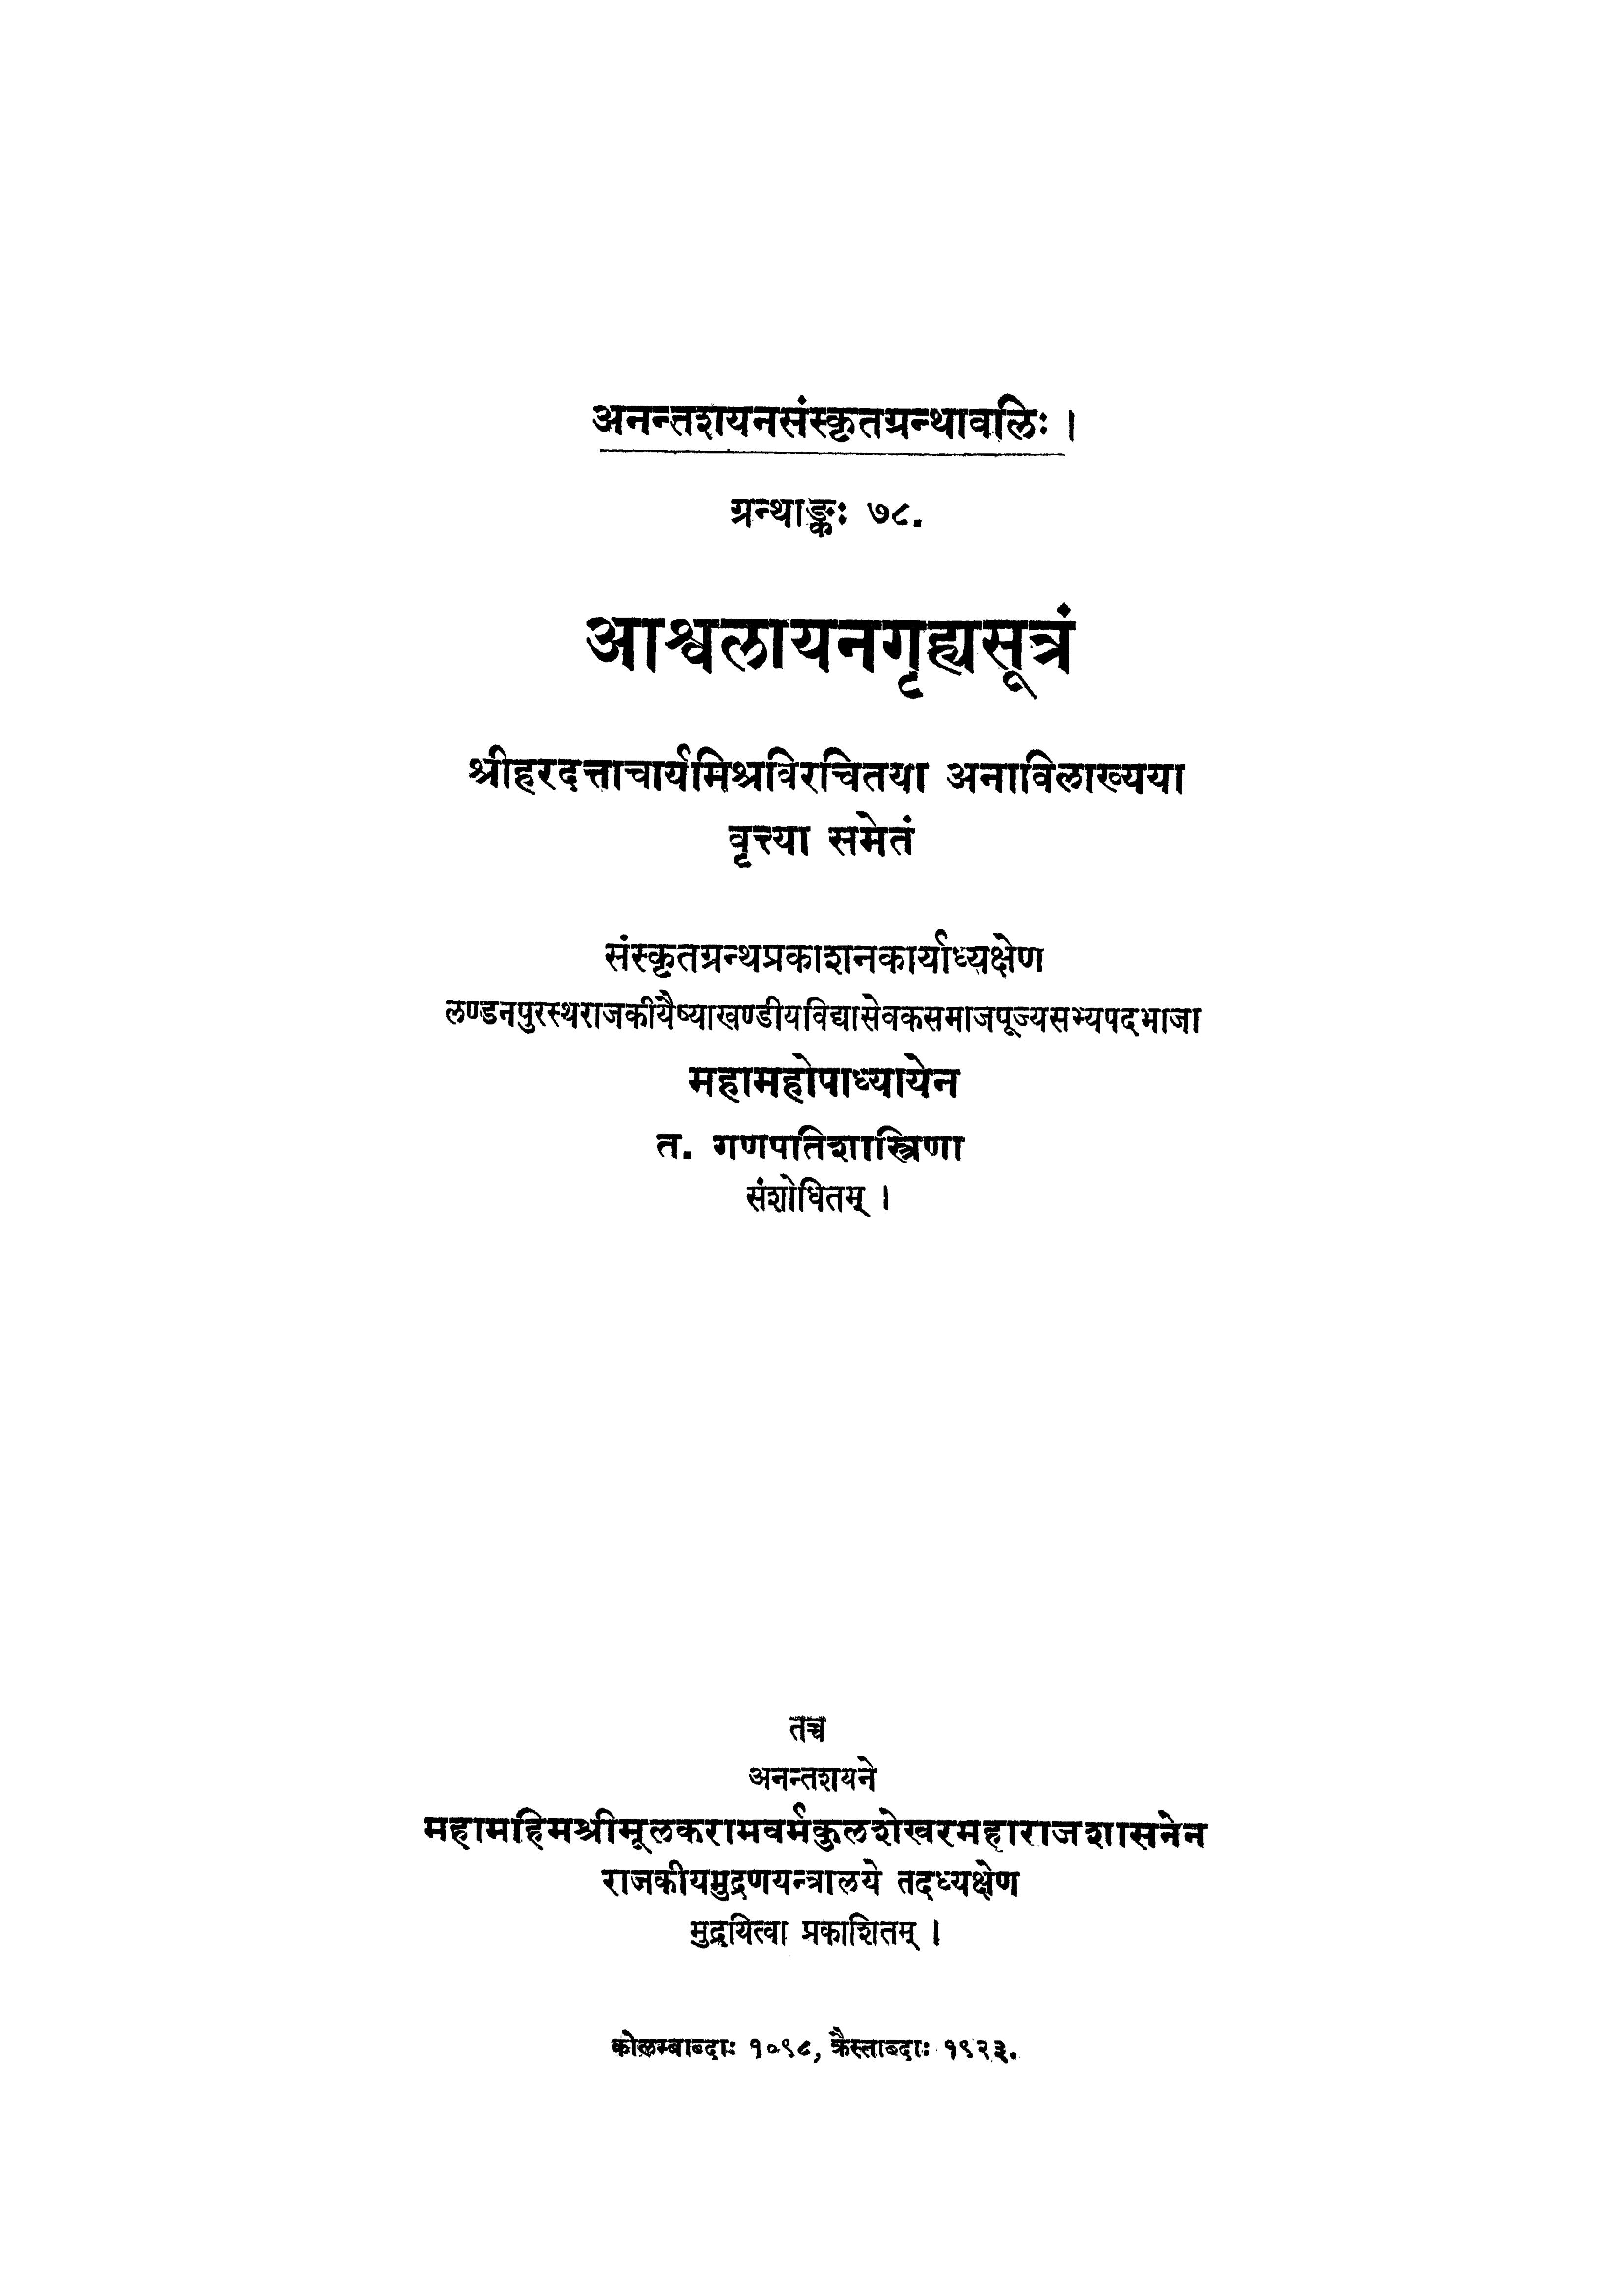 अनन्तशयनसंस्कृतग्रन्थावलिः ।
ग्रन्थाङ्कः ७८.
आश्वलायनगृह्यसूत्रं
श्रीहरदत्ताचार्यमिश्रविरचितया अनाविलाख्यया
वृत्त्या समेतं
संस्कृतग्रन्थप्रकाशनकार्याध्यक्षेण
लण्डनपुरस्थराजकीयैष्याखण्डीयविद्यासेवकसमाजपूज्यसभ्यपदभाजा
महामहोपाध्यायेन
त. गणपतिशास्त्रिणा
संशोधितम् ।
तच्च
अनन्तशयने
महामहिमश्रीमूलकरामवर्मकुलशेखरमहाराजशासनेन
राजकीयमुद्रणयन्त्रालये तदध्यक्षेण
मुद्रयित्वा प्रकाशितम् ।
कोलम्बाब्दाः १०९८, क्रैस्ताब्दाः १९२३.